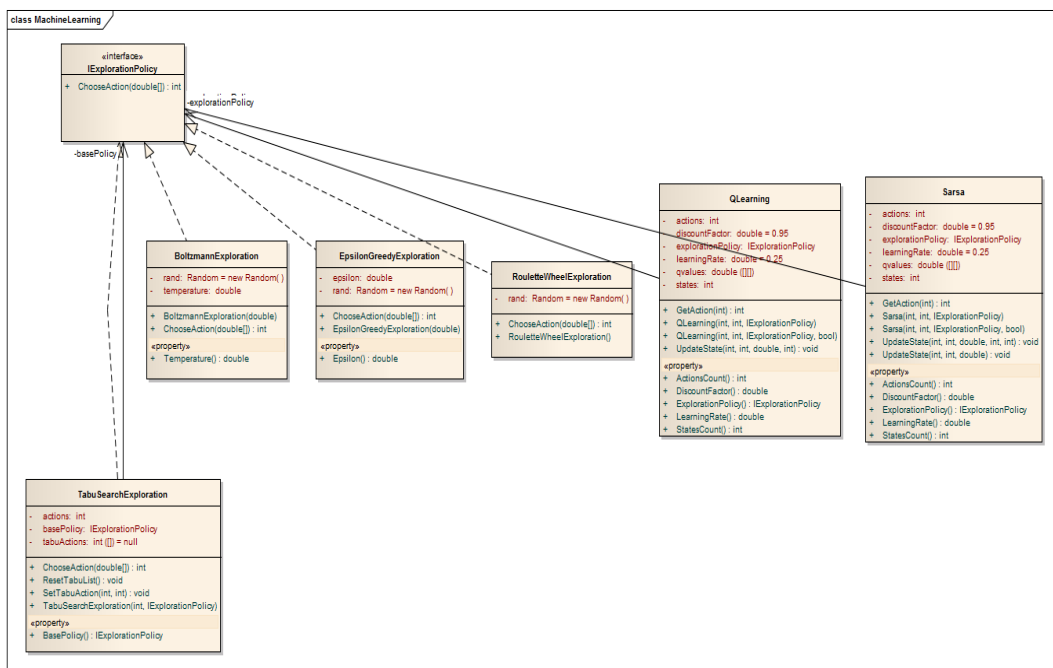 class MachineLearning
«interface»
IExplorationPolicy
+ ChooseAction(double[]) : int
-explorationPolicy
-basePolicy
BoltzmannExploration
- rand: Random = new Random( )
- temperature: double
+ BoltzmannExploration(double)
+ ChooseAction(double[]) : int
«property»
+ Temperature() : double
EpsilonGreedyExploration
- epsilon: double
- rand: Random = new Random( )
+ ChooseAction(double[]) : int
+ EpsilonGreedyExploration(double)
«property»
+ Epsilon() : double
RouletteWheelExploration
- rand: Random = new Random( )
+ ChooseAction(double[]) : int
+ RouletteWheelExploration()
QLearning
- actions: int
- discountFactor: double = 0.95
- explorationPolicy: IExplorationPolicy
- learningRate: double = 0.25
- qvalues: double ([][])
- states: int
+ GetAction(int) : int
+ QLearning(int, int, IExplorationPolicy)
+ QLearning(int, int, IExplorationPolicy, bool)
+ UpdateState(int, int, double, int) : void
«property»
+ ActionsCount() : int
+ DiscountFactor() : double
+ ExplorationPolicy() : IExplorationPolicy
+ LearningRate() : double
+ StatesCount() : int
Sarsa
- actions: int
- discountFactor: double = 0.95
- explorationPolicy: IExplorationPolicy
- learningRate: double = 0.25
- qvalues: double ([][])
- states: int
+ GetAction(int) : int
+ Sarsa(int, int, IExplorationPolicy)
+ Sarsa(int, int, IExplorationPolicy, bool)
+ UpdateState(int, int, double, int, int) : void
+ UpdateState(int, int, double) : void
«property»
+ ActionsCount() : int
+ DiscountFactor() : double
+ ExplorationPolicy() : IExplorationPolicy
+ LearningRate() : double
+ StatesCount() : int
TabuSearchExploration
- actions: int
- basePolicy: IExplorationPolicy
- tabuActions: int ([]) = null
+ ChooseAction(double[]) : int
+ ResetTabuList() : void
+ SetTabuAction(int, int) : void
+ TabuSearchExploration(int, IExplorationPolicy)
«property»
+ BasePolicy() : IExplorationPolicy